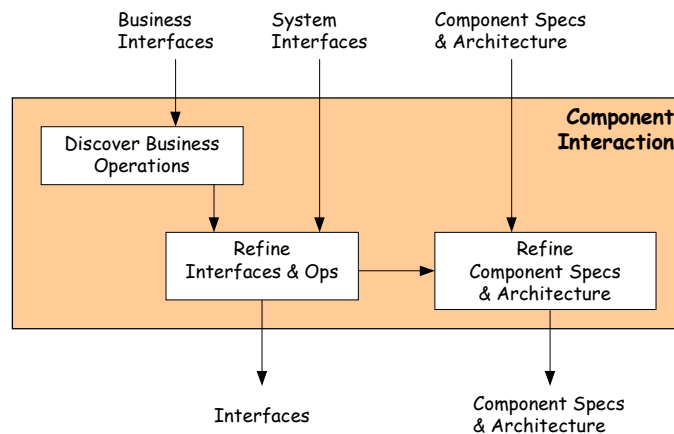 Business
Interfaces
System
Interfaces
Component Specs
& Architecture
Component
Interaction
Discover Business
Operations
Refine
Interfaces & Ops
Refine
Component Specs
& Architecture
Interfaces
Component Specs
& Architecture